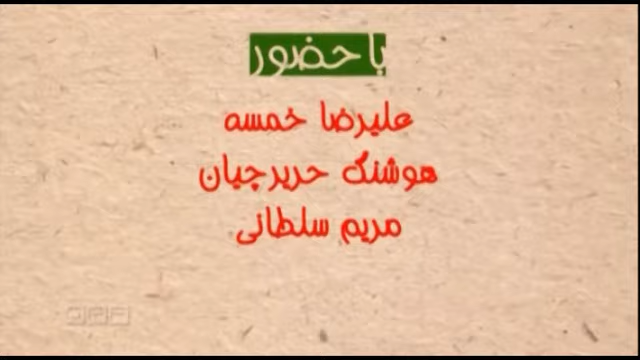 با حضور
علیرضا خمسه
هوشنگ حریرچیان
مریم سلطانی